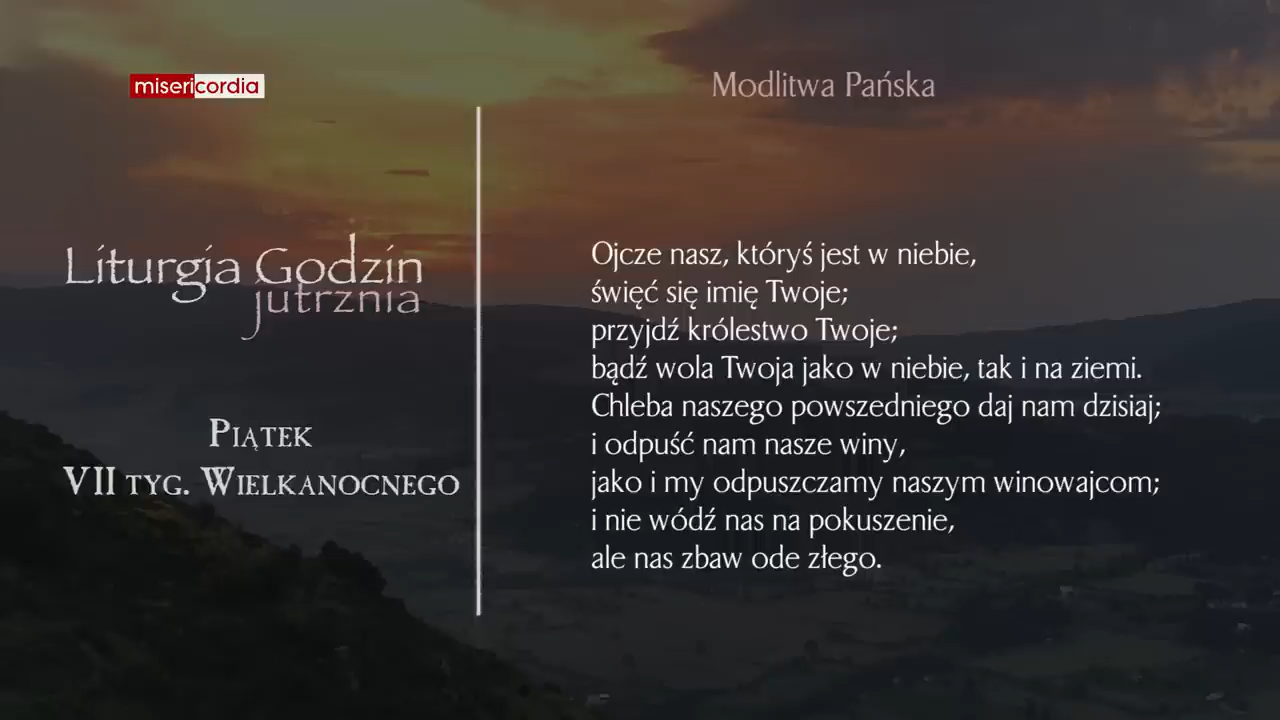 misericordia
Liturgia Godzin
jutrznia
Piątek
VII tyg. Wielkanocnego
Modlitwa Pańska
Ojcze nasz, któryś jest w niebie,
święć się imię Twoje;
przyjdź królestwo Twoje;
bądź wola Twoja jako w niebie, tak i na ziemi.
Chleba naszego powszedniego daj nam dzisiaj;
i odpuść nam nasze winy,
jako i my odpuszczamy naszym winowajcom;
i nie wódź nas na pokuszenie,
ale nas zbaw ode złego.